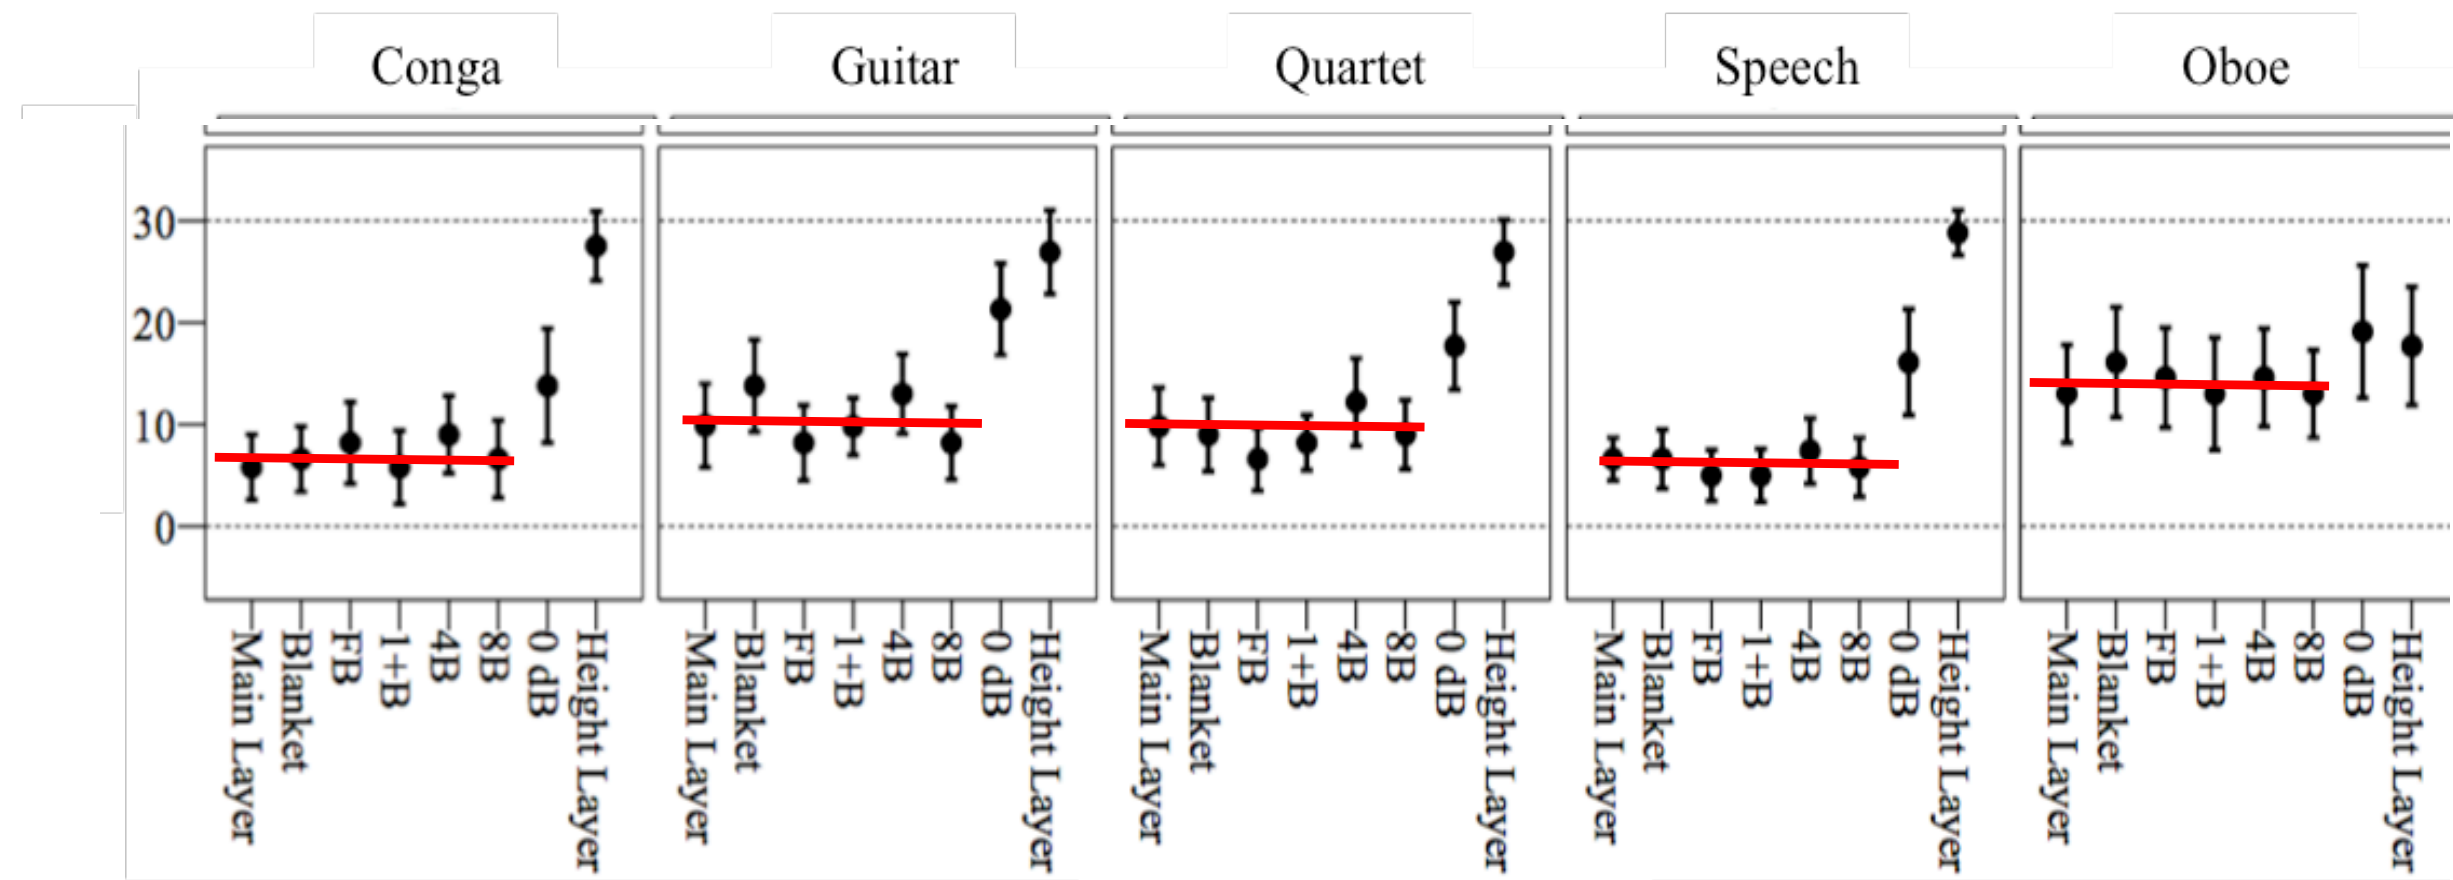 Conga Guitar Quartet Speech Oboe
30
20
10
0
Main Layer Blanket FB 1+B 4B 8B 0 dB Height Layer Main Layer Blanket FB 1+B 4B 8B 0 dB Height Layer Main Layer Blanket FB 1+B 4B 8B 0 dB Height Layer Main Layer Blanket FB 1+B 4B 8B 0 dB Height Layer Main Layer Blanket FB 1+B 4B 8B 0 dB Height Layer